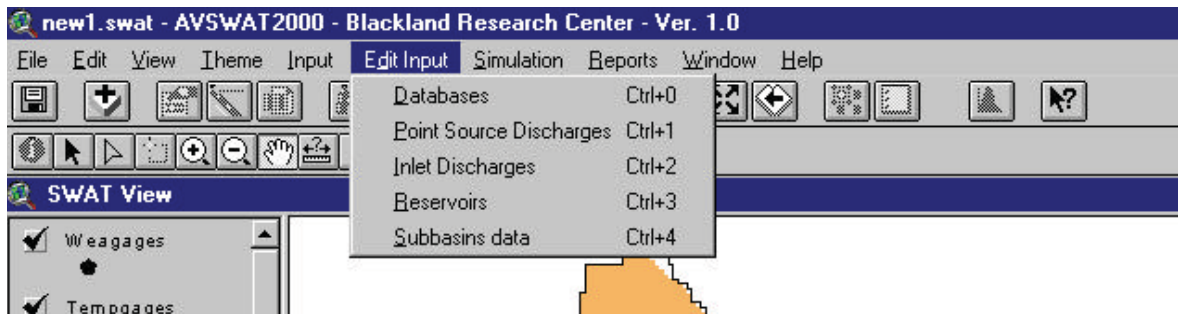 new1.swat - AVSWAT2000 - Blackland Research Center - Ver. 1.0
File Edit View Theme Input Edit Input Simulation Reports Window Help
Databases Ctrl+0
Point Source Discharges Ctrl+1
Inlet Discharges Ctrl+2
Reservoirs Ctrl+3
Subbasins data Ctrl+4
SWAT View
Weagages
Tempgages